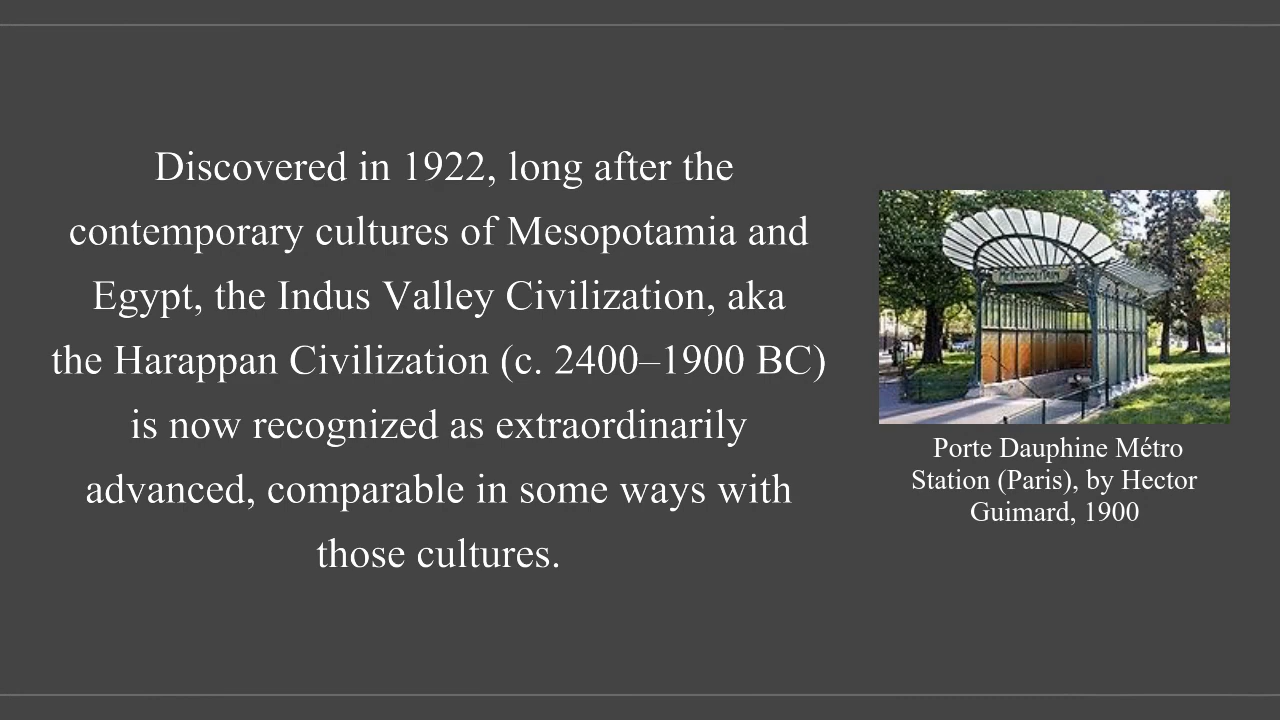 Discovered in 1922, long after the
contemporary cultures of Mesopotamia and
Egypt, the Indus Valley Civilization, aka
the Harappan Civilization (c. 2400–1900 BC)
is now recognized as extraordinarily
advanced, comparable in some ways with
those cultures.
METROPOLITAIN
Porte Dauphine Métro
Station (Paris), by Hector
Guimard, 1900